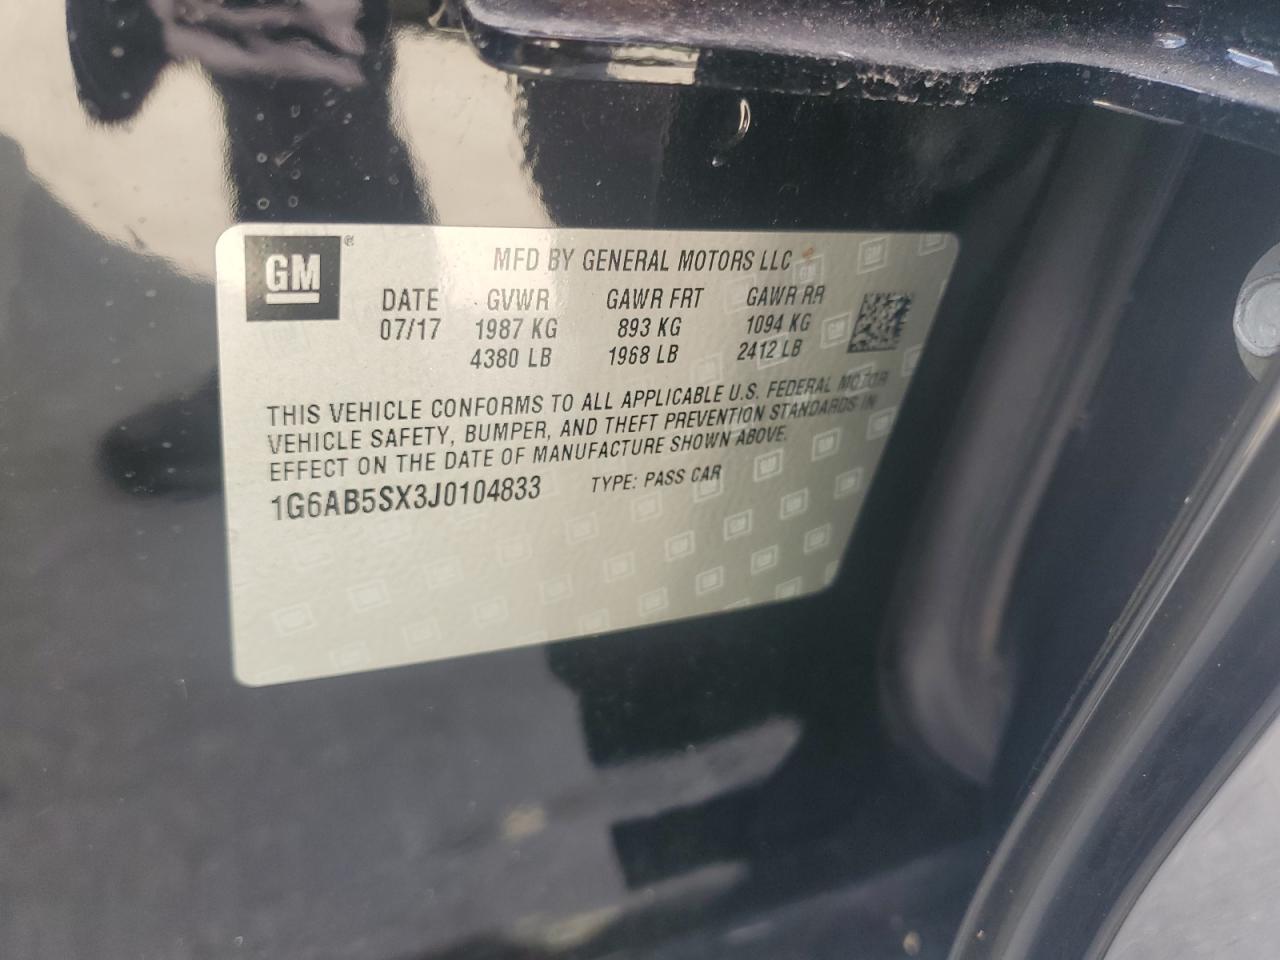 GM ®
MFD BY GENERAL MOTORS LLC
DATE GVWR GAWR FRT GAWR RR
07/17 1987 KG 893 KG 1094 KG
4380 LB 1968 LB 2412 LB
THIS VEHICLE CONFORMS TO ALL APPLICABLE U.S. FEDERAL MOTOR
VEHICLE SAFETY, BUMPER, AND THEFT PREVENTION STANDARDS IN
EFFECT ON THE DATE OF MANUFACTURE SHOWN ABOVE.
1G6AB5SX3J0104833 TYPE: PASS CAR